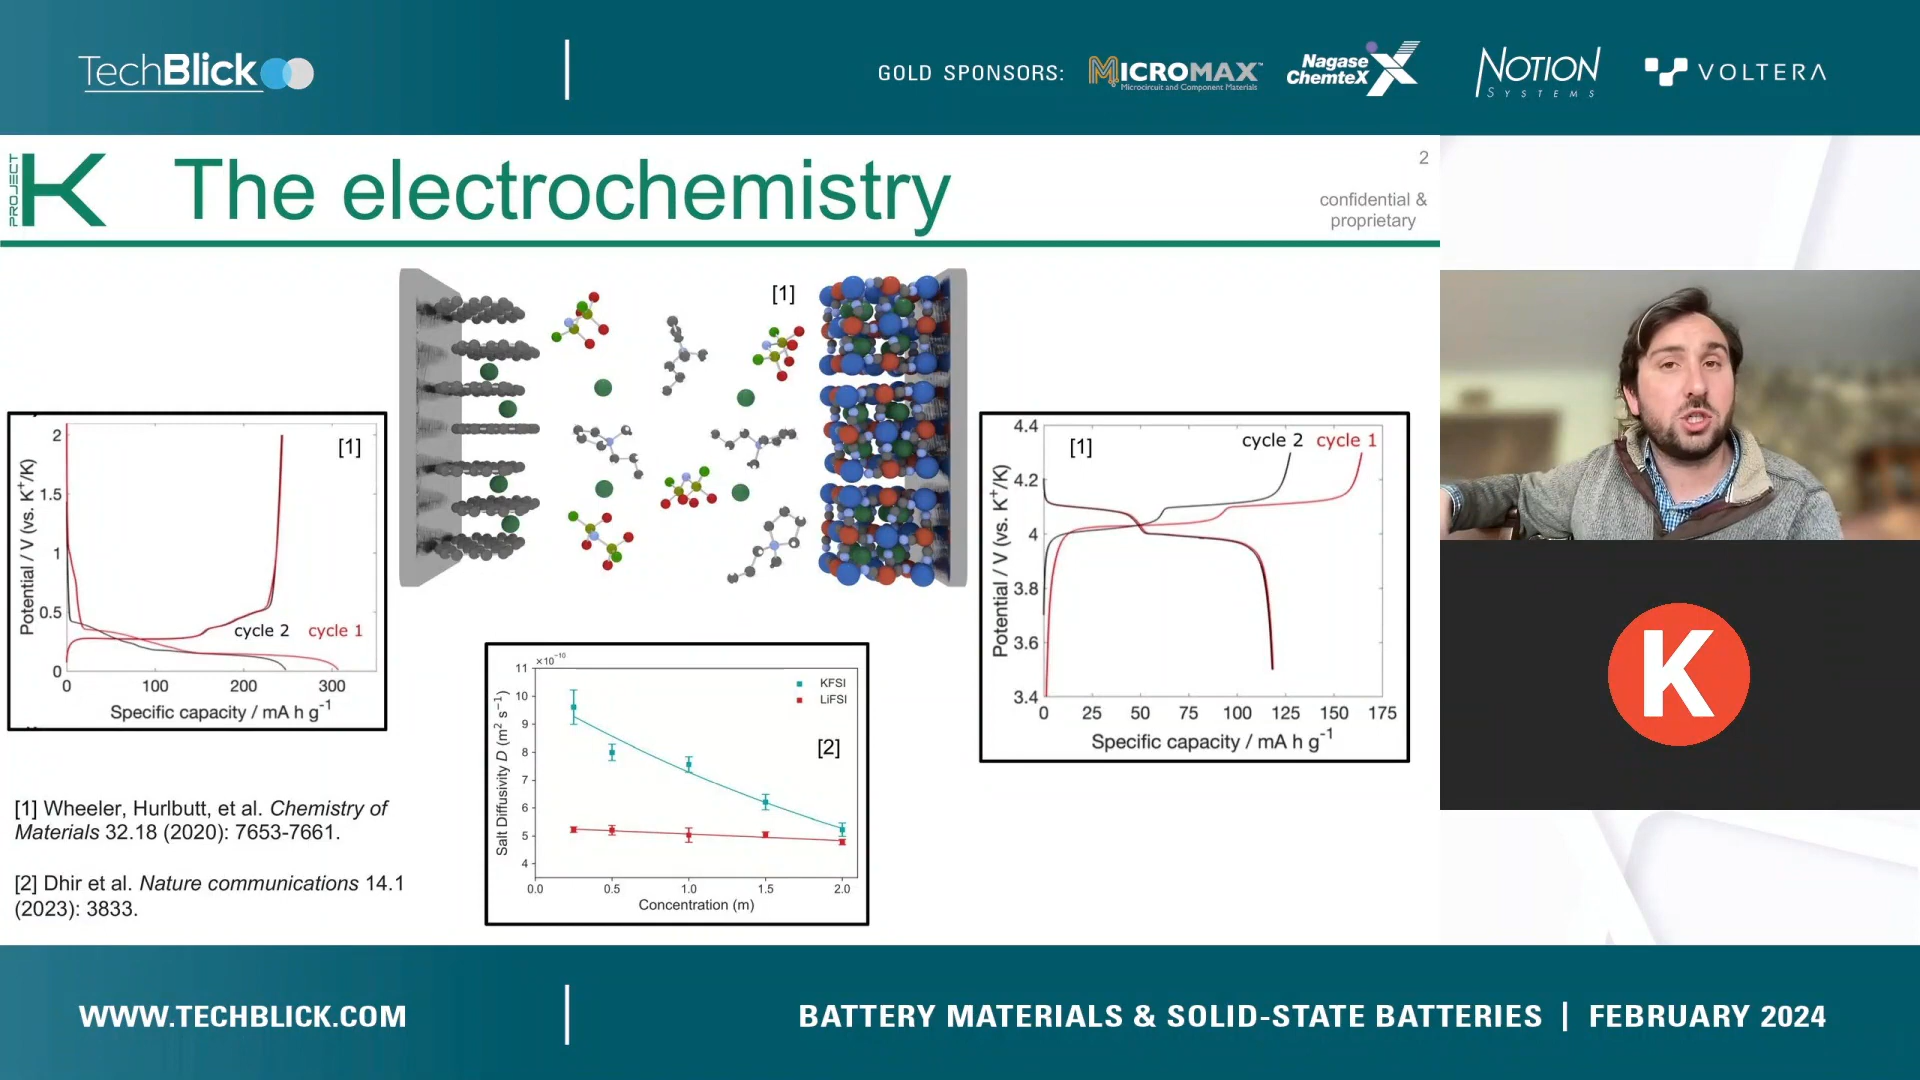 TechBlick
GOLD SPONSORS:
MICROMAX™
Microcircuit and Component Materials
Nagase
ChemteX
NOTION
SYSTEMS
VOLTERA
PROJECT
K
The electrochemistry
2
confidential &
proprietary
[1]
[1]
2
1.5
1
0.5
0
Potential / V (vs. K+/K)
cycle 2 cycle 1
0 100 200 300
Specific capacity / mA h g-1
×10-10
11
10
9
8
7
6
5
4
Salt Diffusivity D (m2 s-1)
KFSI
LiFSI
[2]
0.0 0.5 1.0 1.5 2.0
Concentration (m)
[1]
cycle 2 cycle 1
4.4
4.2
4
3.8
3.6
3.4
Potential / V (vs. K+/K)
0 25 50 75 100 125 150 175
Specific capacity / mA h g-1
[1] Wheeler, Hurlbutt, et al. Chemistry of
Materials 32.18 (2020): 7653-7661.
[2] Dhir et al. Nature communications 14.1
(2023): 3833.
K
WWW.TECHBLICK.COM
BATTERY MATERIALS & SOLID-STATE BATTERIES | FEBRUARY 2024